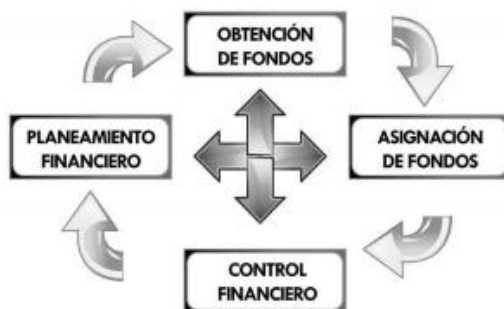 OBTENCIÓN
DE FONDOS
PLANEAMIENTO
FINANCIERO
ASIGNACIÓN
DE FONDOS
CONTROL
FINANCIERO